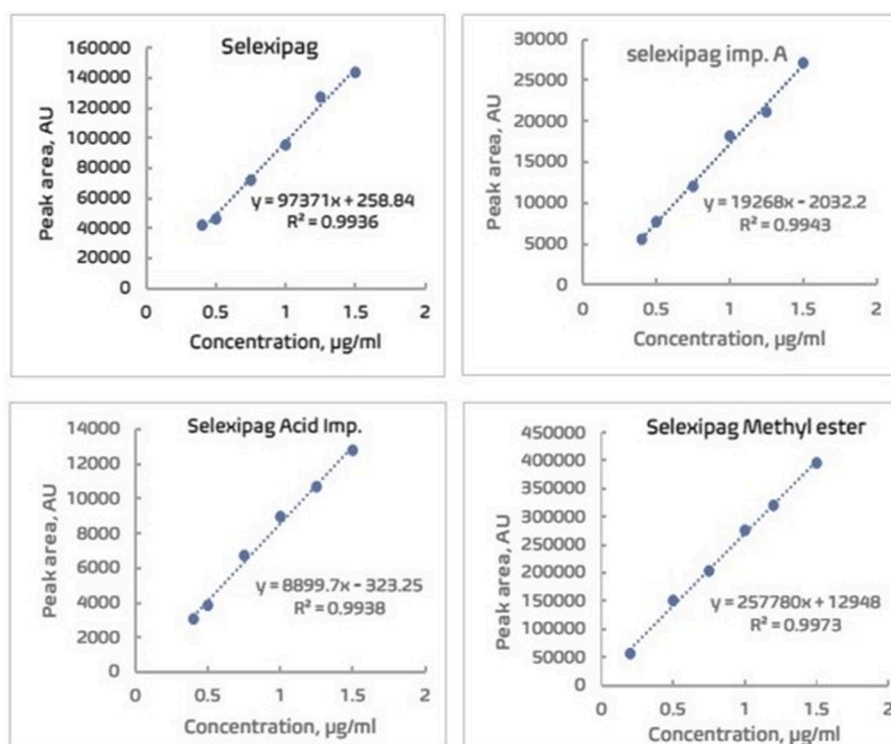 Selexipag
Peak area, AU
160000
140000
120000
100000
80000
60000
40000
20000
0
y = 97371x + 258.84
R² = 0.9936
0 0.5 1 1.5 2
Concentration, µg/ml
selexipag imp. A
Peak area, AU
30000
25000
20000
15000
10000
5000
0
y = 19268x - 2032.2
R² = 0.9943
0 0.5 1 1.5 2
Concentration, µg/ml
Selexipag Acid Imp.
Peak area, AU
14000
12000
10000
8000
6000
4000
2000
0
y = 8899.7x - 323.25
R² = 0.9938
0 0.5 1 1.5 2
Concentration, µg/ml
Selexipag Methyl ester
Peak area, AU
450000
400000
350000
300000
250000
200000
150000
100000
50000
0
y = 257780x + 12948
R² = 0.9973
0 0.5 1 1.5 2
Concentration, µg/ml